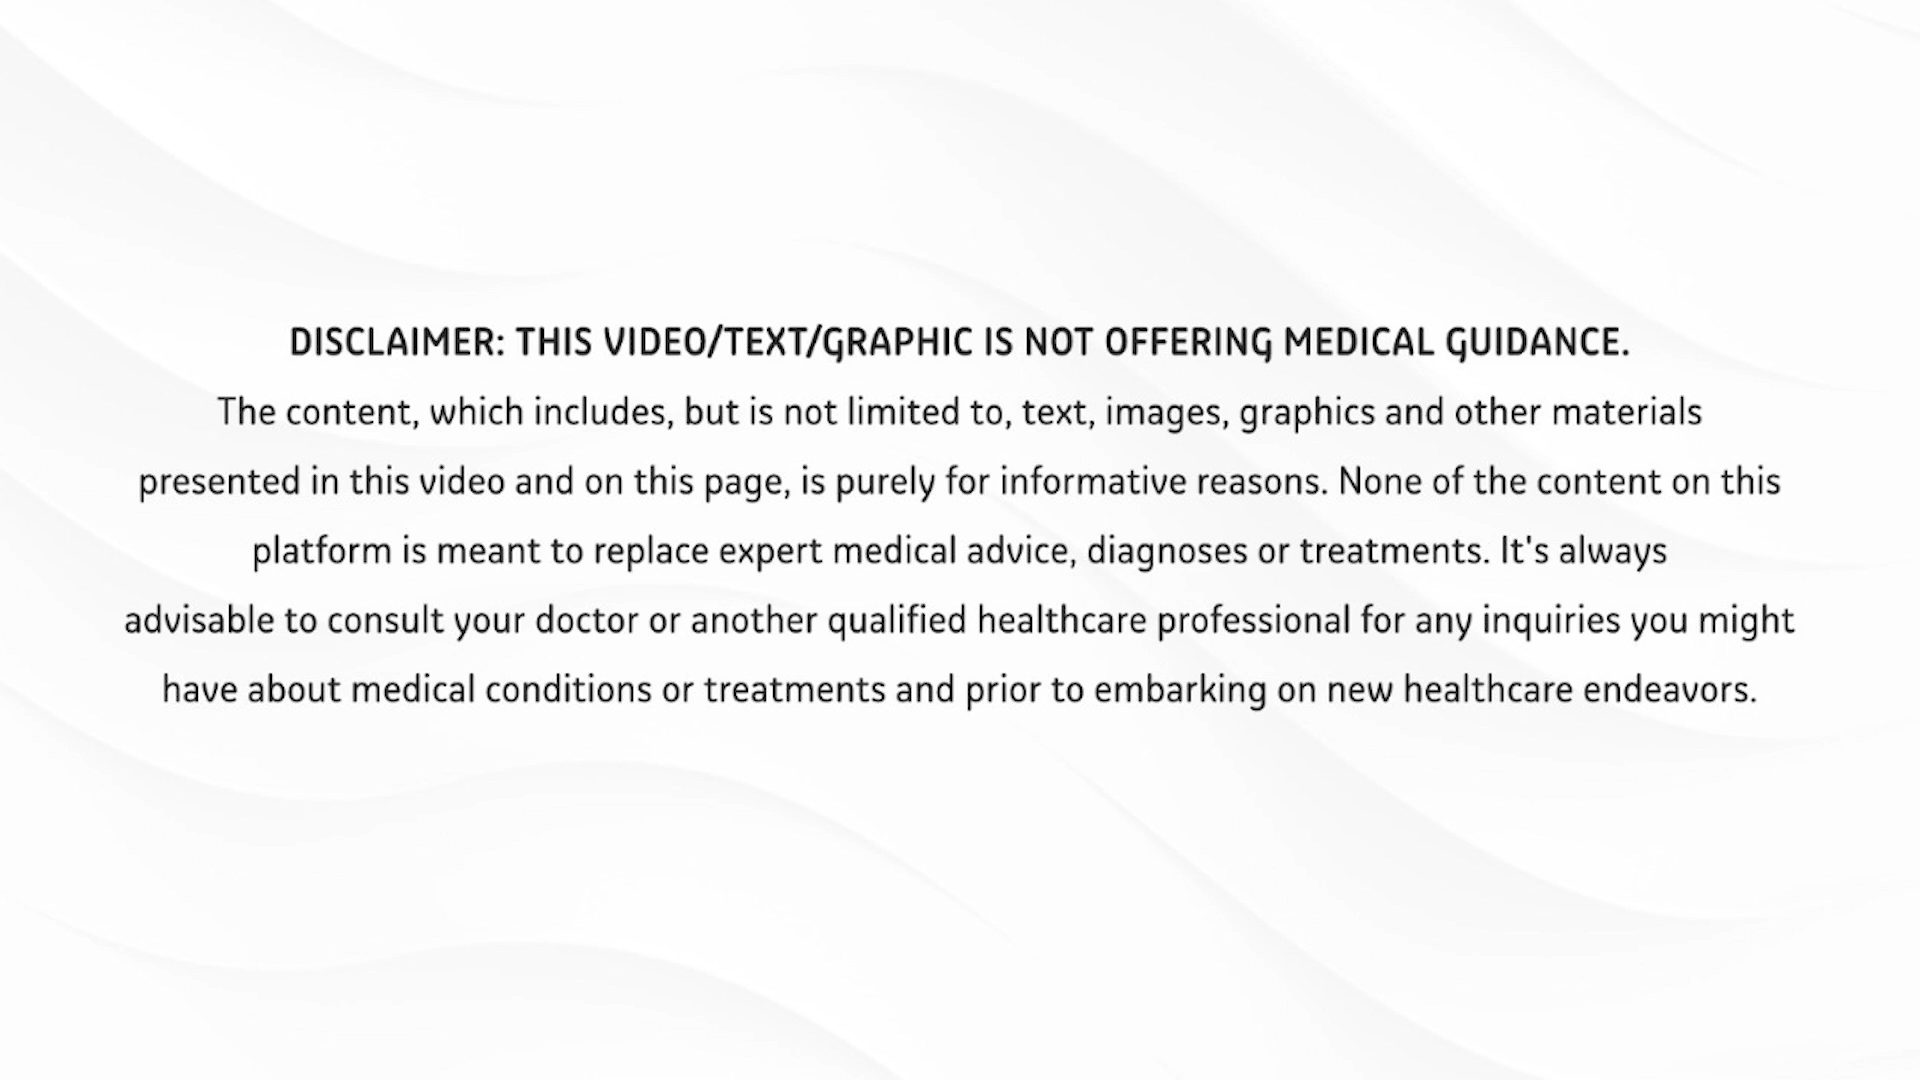 DISCLAIMER: THIS VIDEO/TEXT/GRAPHIC IS NOT OFFERING MEDICAL GUIDANCE.
The content, which includes, but is not limited to, text, images, graphics and other materials
presented in this video and on this page, is purely for informative reasons. None of the content on this
platform is meant to replace expert medical advice, diagnoses or treatments. It's always
advisable to consult your doctor or another qualified healthcare professional for any inquiries you might
have about medical conditions or treatments and prior to embarking on new healthcare endeavors.